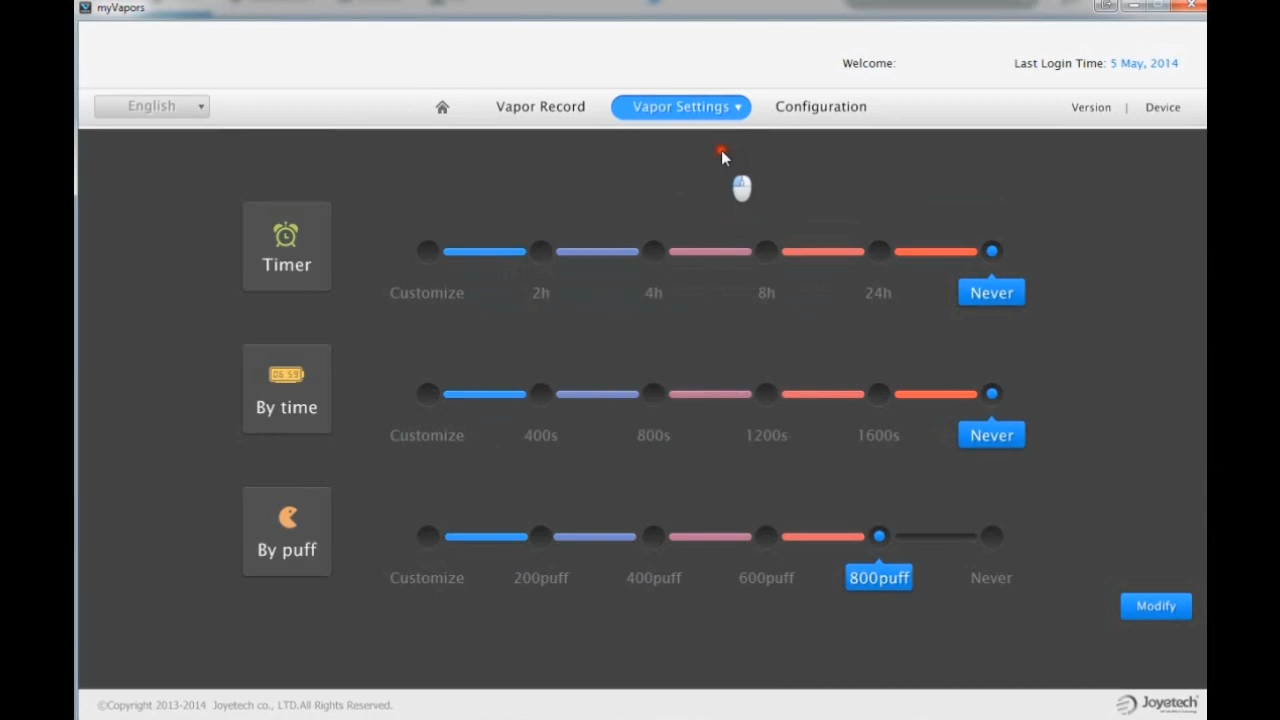 myVapors
Welcome: Last Login Time: 5 May, 2014
English Vapor Record Vapor Settings Configuration Version | Device
Timer
Customize 2h 4h 8h 24h Never
06 59
By time
Customize 400s 800s 1200s 1600s Never
By puff
Customize 200puff 400puff 600puff 800puff Never
Modify
©Copyright 2013-2014 Joyetech co., LTD.All Rights Reserved.
Joyetech